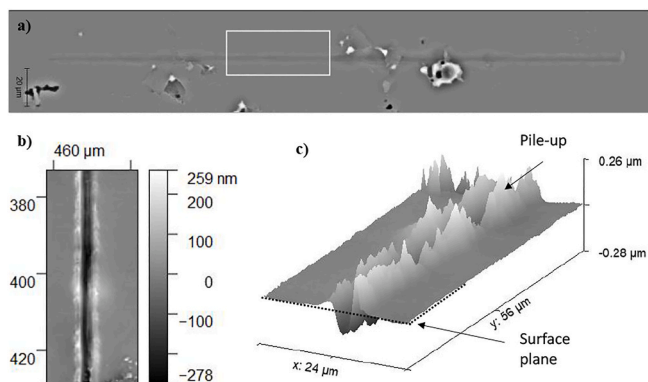 a)
20 µm
b)
460 µm
380
400
420
259 nm
200
100
0
−100
−278
c)
Pile-up
0.26 µm
-0.28 µm
y: 56 µm
x: 24 µm
Surface
plane